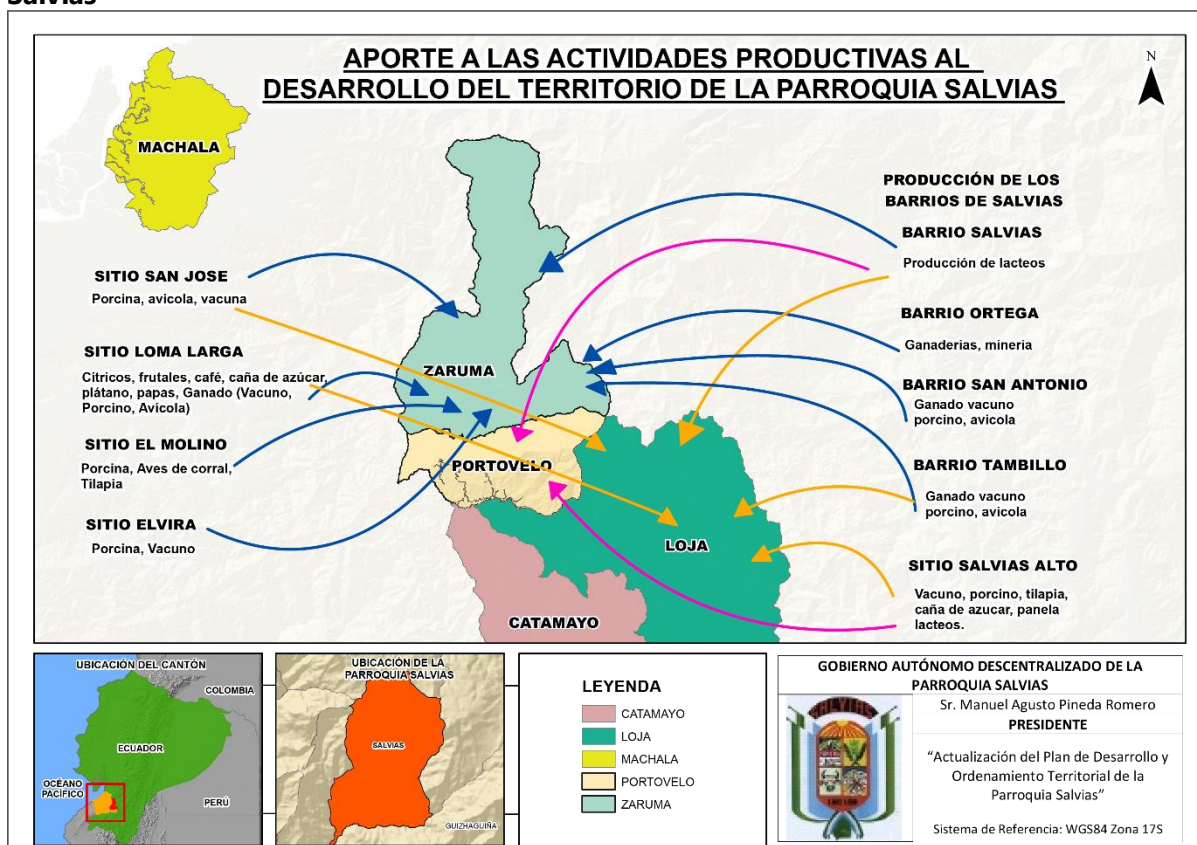 Salvias
APORTE A LAS ACTIVIDADES PRODUCTIVAS AL
DESARROLLO DEL TERRITORIO DE LA PARROQUIA SALVIAS
N
MACHALA
PRODUCCIÓN DE LOS
BARRIOS DE SALVIAS
BARRIO SALVIAS
Producción de lacteos
SITIO SAN JOSE
Porcina, avicola, vacuna
BARRIO ORTEGA
Ganaderias, mineria
SITIO LOMA LARGA
Cítricos, frutales, café, caña de azúcar,
plátano, papas, Ganado (Vacuno,
Porcino, Avícola)
ZARUMA
BARRIO SAN ANTONIO
Ganado vacuno
porcino, avicola
SITIO EL MOLINO
Porcina, Aves de corral,
Tilapia
PORTOVELO
BARRIO TAMBILLO
Ganado vacuno
porcino, avicola
SITIO ELVIRA
Porcina, Vacuno
LOJA
SITIO SALVIAS ALTO
Vacuno, porcino, tilapia,
caña de azucar, panela
lacteos.
CATAMAYO
UBICACIÓN DEL CANTÓN
COLOMBIA
ECUADOR
OCÉANO
PACÍFICO
PERÚ
UBICACIÓN DE LA
PARROQUIA SALVIAS
SALVIAS
GUIZHAGUIÑA
LEYENDA
CATAMAYO
LOJA
MACHALA
PORTOVELO
ZARUMA
GOBIERNO AUTÓNOMO DESCENTRALIZADO DE LA
PARROQUIA SALVIAS
SALVIAS
Sr. Manuel Agusto Pineda Romero
PRESIDENTE
“Actualización del Plan de Desarrollo y
Ordenamiento Territorial de la
Parroquia Salvias”
Sistema de Referencia: WGS84 Zona 17S